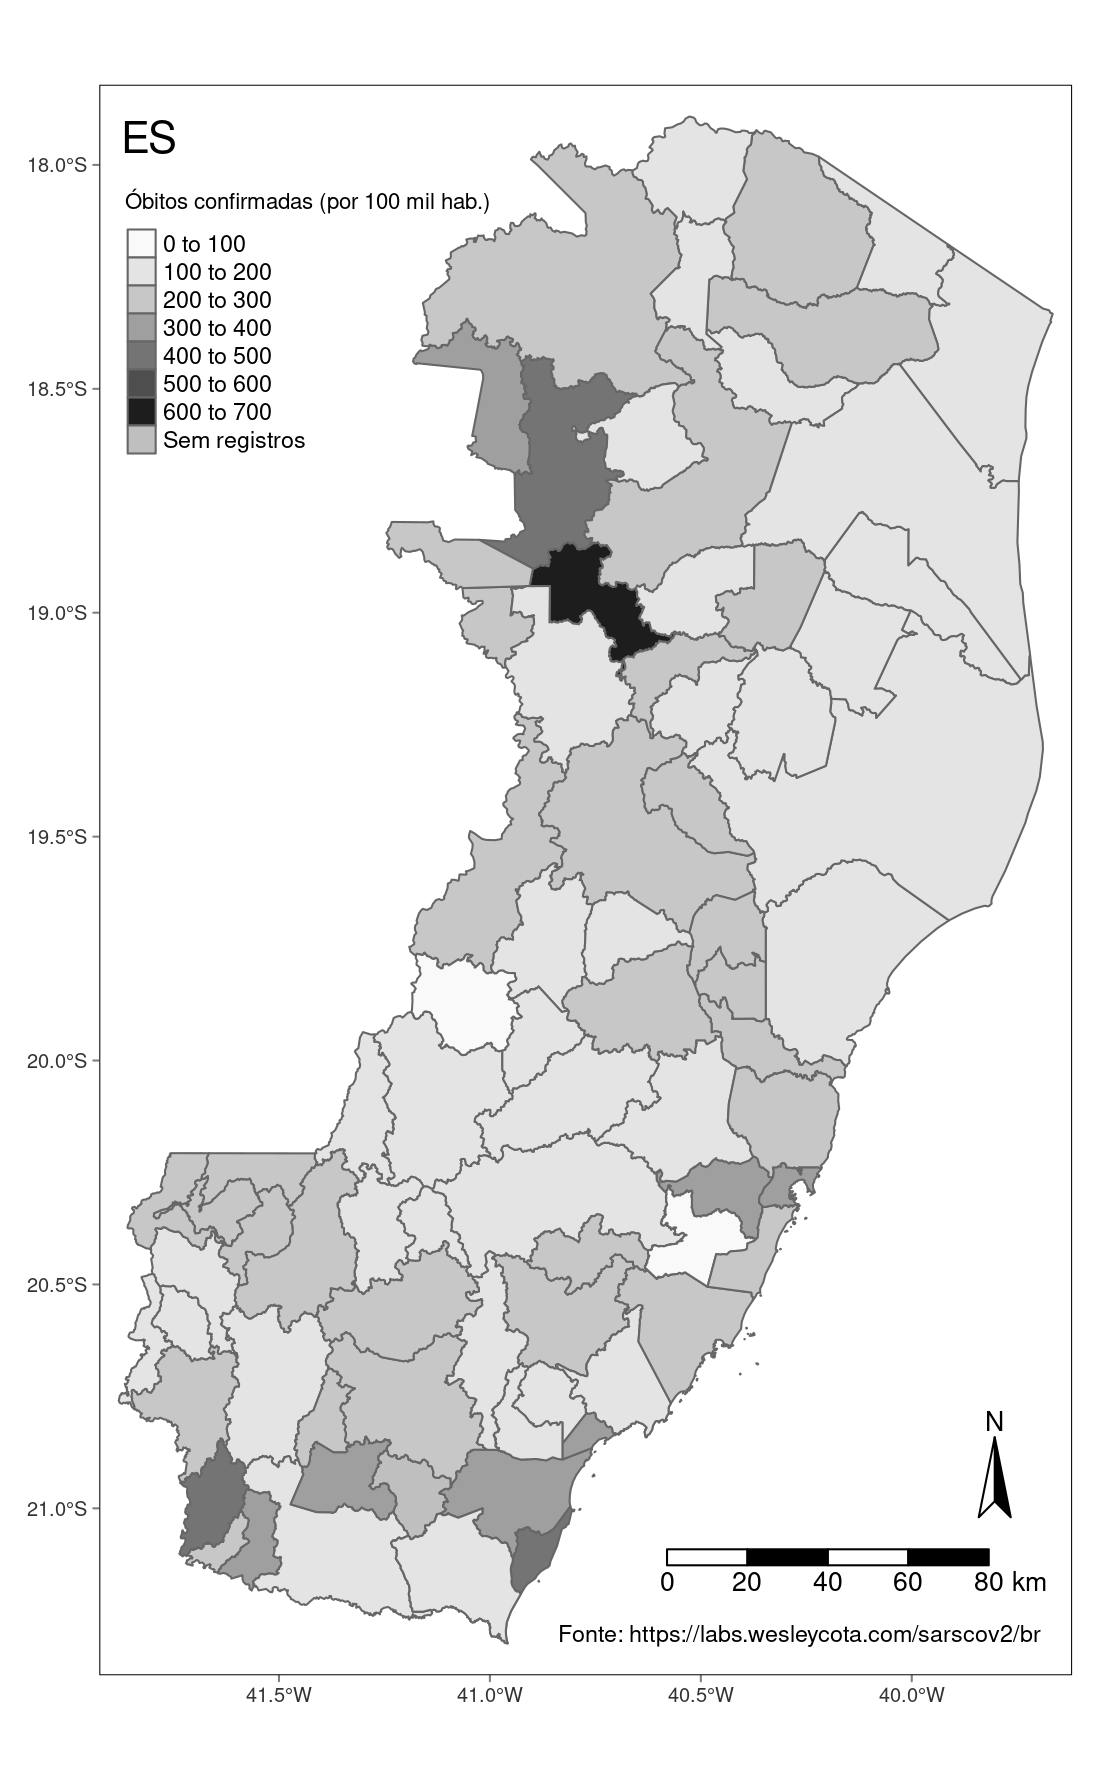 ES
Óbitos confirmadas (por 100 mil hab.)
0 to 100
100 to 200
200 to 300
300 to 400
400 to 500
500 to 600
600 to 700
Sem registros
18.0°S
18.5°S
19.0°S
19.5°S
20.0°S
20.5°S
21.0°S
N
0 20 40 60 80 km
Fonte: https://labs.wesleycota.com/sarscov2/br
41.5°W 41.0°W 40.5°W 40.0°W